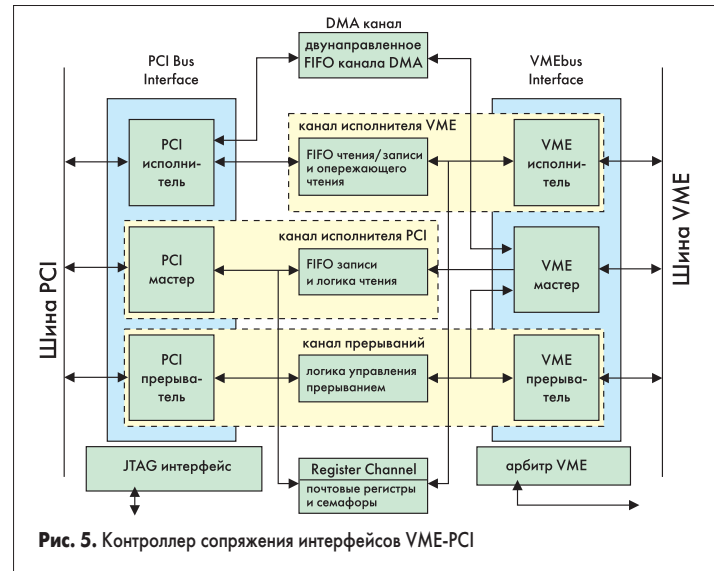 DMA канал
PCI Bus
Interface
двунаправленное
FIFO канала DMA
VMEbus
Interface
канал исполнителя VME
PCI
исполни-
тель
FIFO чтения/записи
и опережающего
чтения
VME
исполни-
тель
канал исполнителя PCI
PCI
мастер
FIFO записи
и логика чтения
VME
мастер
Шина PCI
Шина VME
канал прерываний
PCI
прерыва-
тель
логика управления
прерыванием
VME
прерыва-
тель
JTAG интерфейс
Register Channel
почтовые регистры
и семафоры
арбитр VME
Рис. 5. Контроллер сопряжения интерфейсов VME-PCI